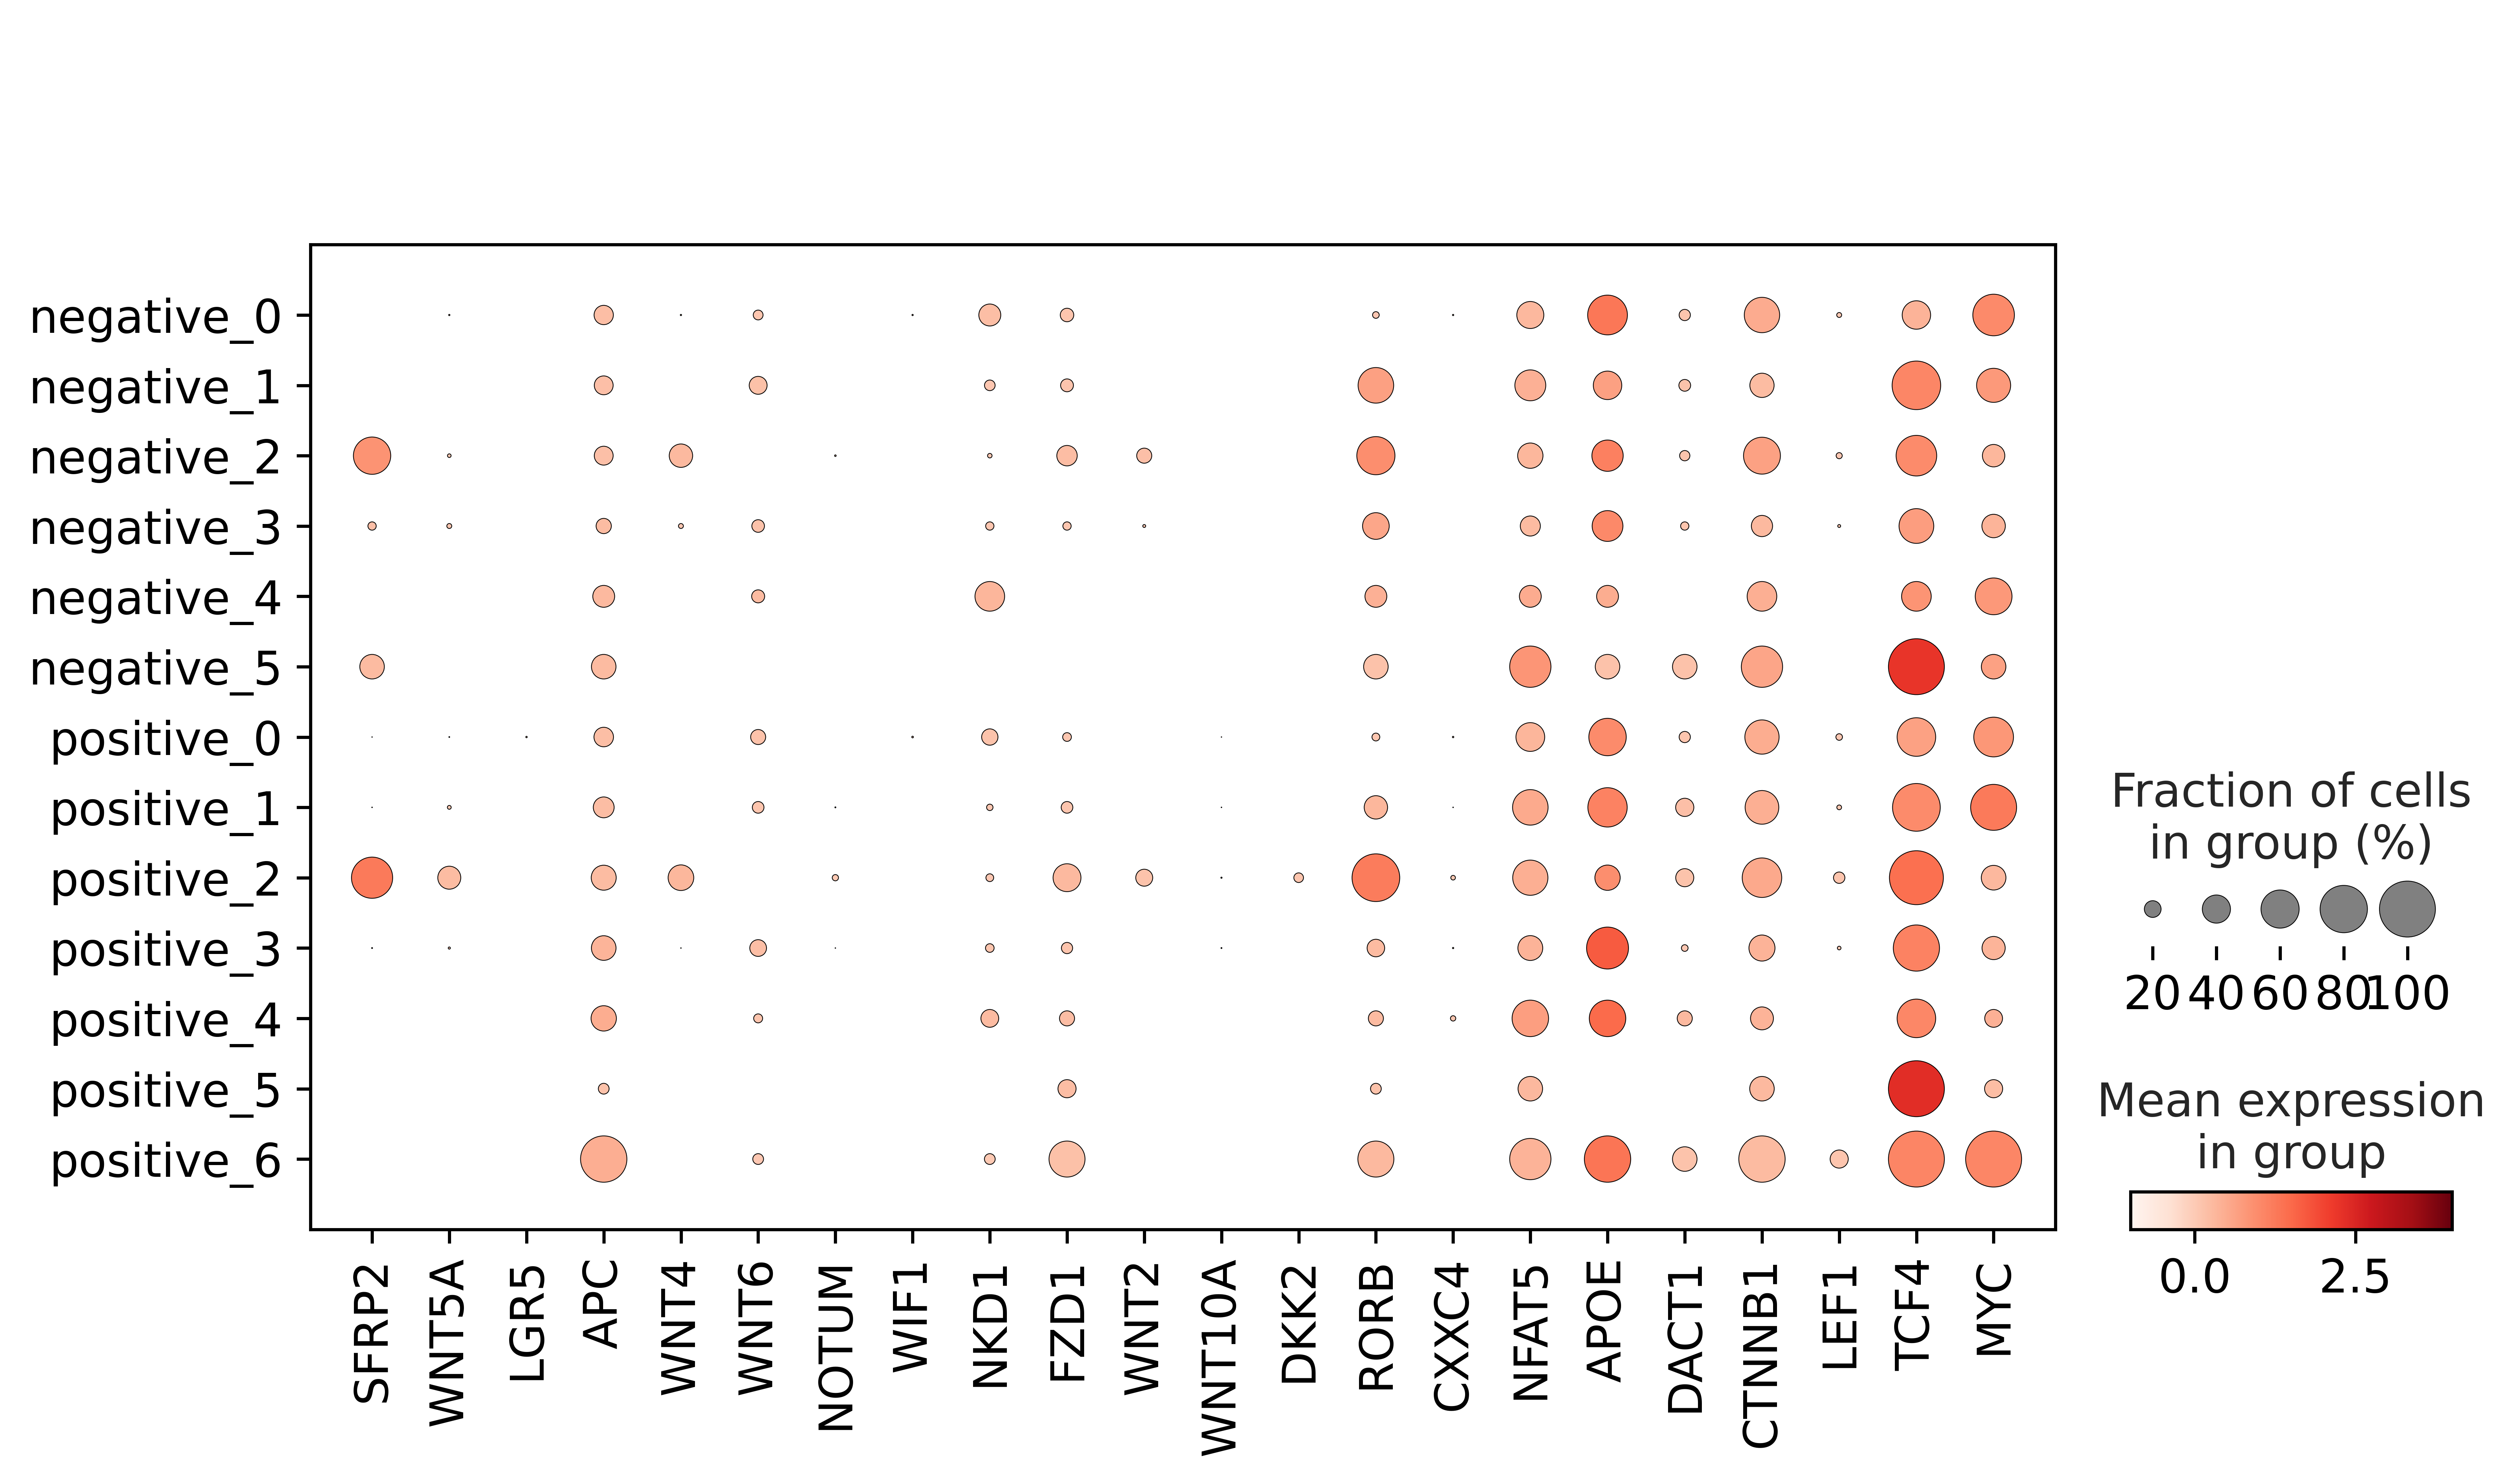 negative_0
negative_1
negative_2
negative_3
negative_4
negative_5
positive_0
positive_1
positive_2
positive_3
positive_4
positive_5
positive_6
SFRP2
WNT5A
LGR5
APC
WNT4
WNT6
NOTUM
WIF1
NKD1
FZD1
WNT2
WNT10A
DKK2
RORB
CXXC4
NFAT5
APOE
DACT1
CTNNB1
LEF1
TCF4
MYC
Fraction of cells
in group (%)
20 40 60 80 100
Mean expression
in group
0.0 2.5